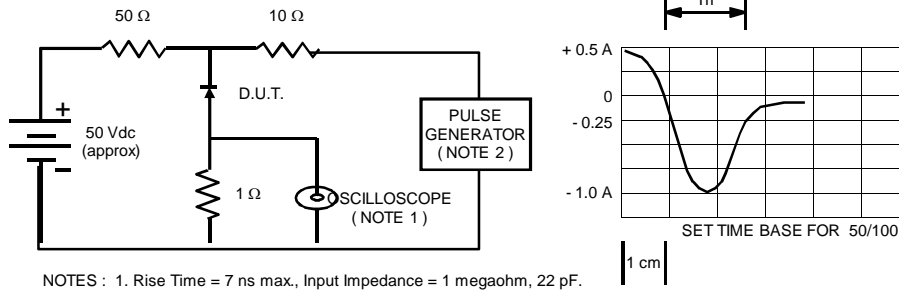 50 Ω
10 Ω
+
50 Vdc
(approx)
-
D.U.T.
1 Ω
OSCILLOSCOPE
( NOTE 1 )
PULSE
GENERATOR
( NOTE 2 )
+ 0.5 A
0
- 0.25
- 1.0 A
SET TIME BASE FOR 50/100
1 cm
NOTES : 1. Rise Time = 7 ns max., Input Impedance = 1 megaohm, 22 pF.